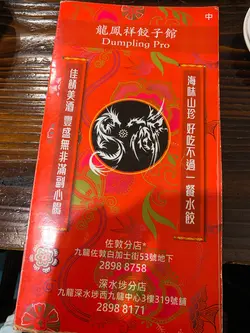 中
龍鳳祥餃子館
Dumpling Pro
海味山珍 好吃不過一餐水餃
佳餚美酒 豐盛無非滿副心腸
佐敦分店*
九龍佐敦白加士街53號地下
2898 8758
深水埗分店
九龍深水埗西九龍中心3樓319號舖
2898 8171